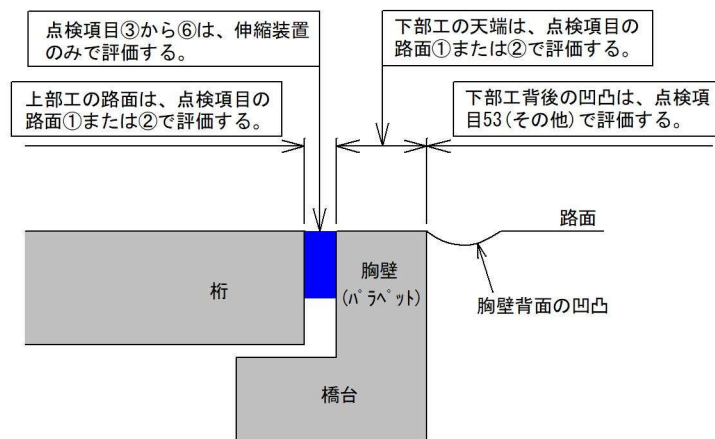 点検項目③から⑥は、伸縮装置
のみで評価する。
下部工の天端は、点検項目の
路面①または②で評価する。
上部工の路面は、点検項目の
路面①または②で評価する。
下部工背後の凹凸は、点検項
目53(その他)で評価する。
路面
胸壁
(ﾊﾟﾗﾍﾟｯﾄ)
桁
胸壁背面の凹凸
橋台